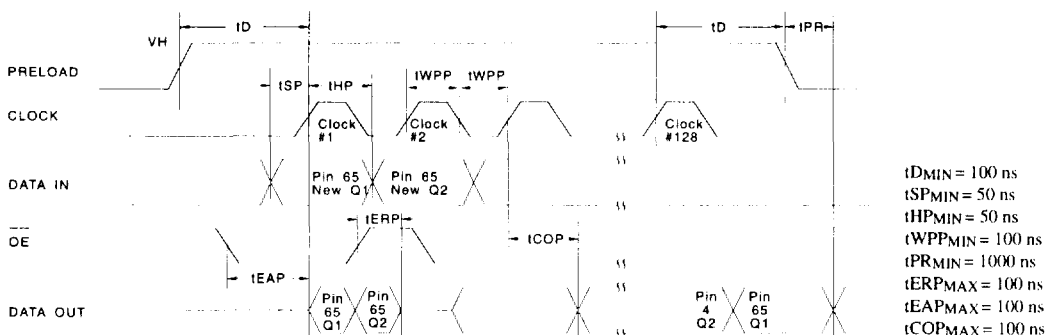 VH
tD
tD
tPR
PRELOAD
tSP
tHP
tWPP
tWPP
CLOCK
Clock
#1
Clock
#2
Clock
#128
DATA IN
Pin 65
New Q1
Pin 65
New Q2
tERP
OE
tCOP
tEAP
DATA OUT
Pin
65
Q1
Pin
65
Q2
Pin
4
Q2
Pin
65
Q1
tDMIN = 100 ns
tSPMIN = 50 ns
tHPMIN = 50 ns
tWPPMIN = 100 ns
tPRMIN = 1000 ns
tERPMAX = 100 ns
tEAPMAX = 100 ns
tCOPMAX = 100 ns